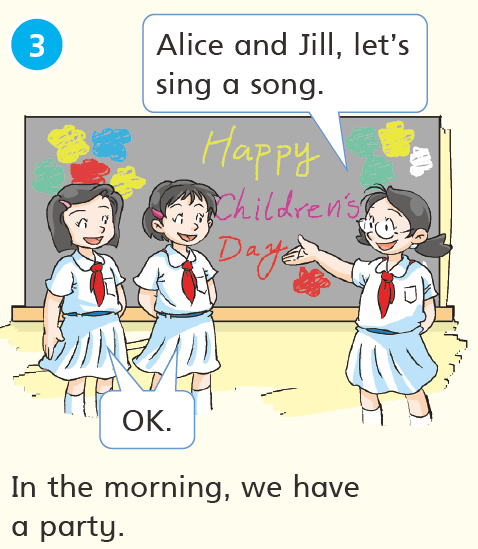 3
Alice and Jill, let's
sing a song.
Happy
Children's
Day
OK.
In the morning, we have
a party.